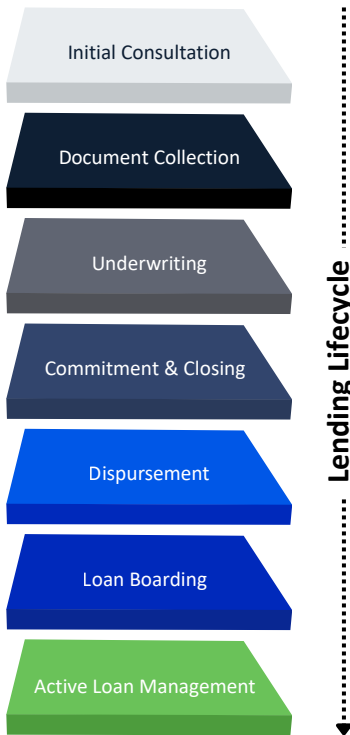 Initial Consultation
Document Collection
Underwriting
Commitment & Closing
Dispursement
Loan Boarding
Active Loan Management
Lending Lifecycle